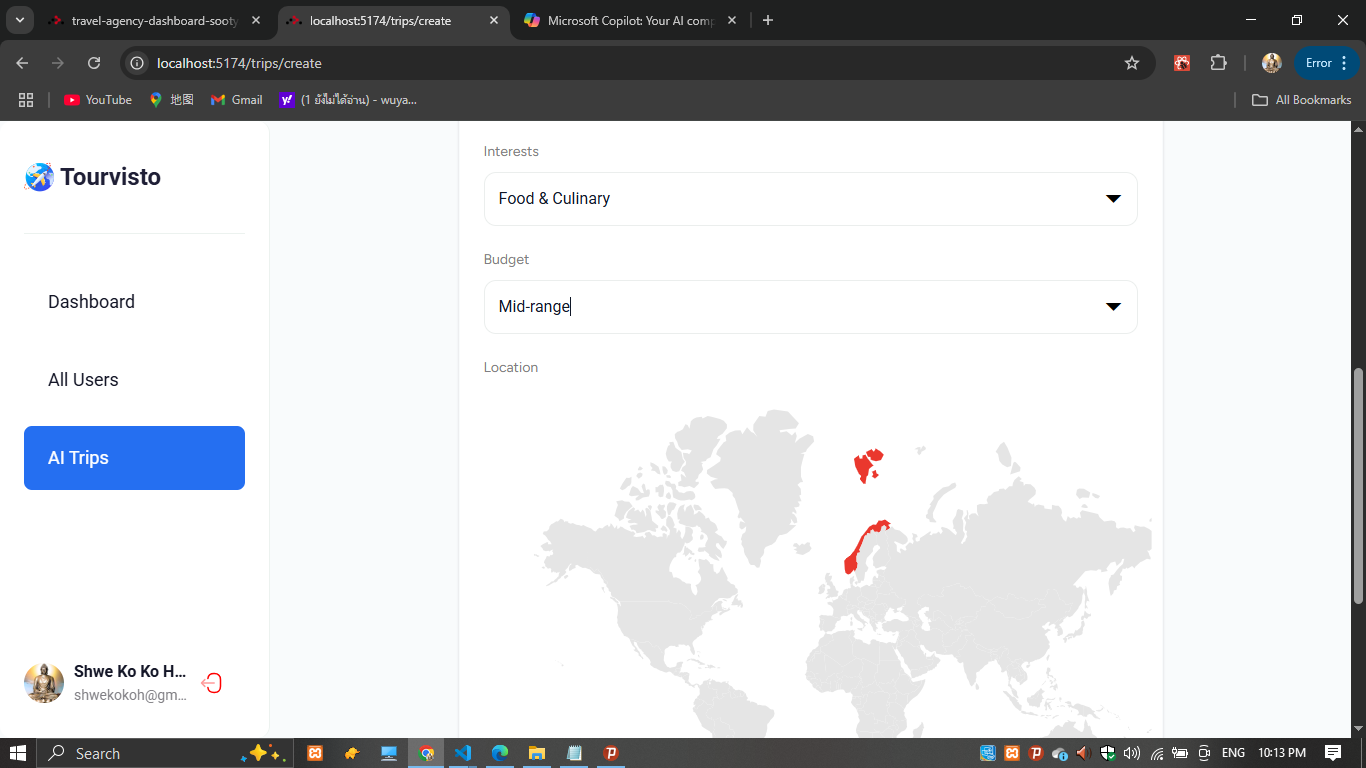 travel-agency-dashboard-sooty
localhost:5174/trips/create
Microsoft Copilot: Your AI comp
localhost:5174/trips/create
Error
YouTube
地图
Gmail
(1 ยังไม่ได้อ่าน) - wuya...
All Bookmarks
Tourvisto
Dashboard
All Users
AI Trips
Shwe Ko Ko H...
shwekokoh@gm...
Interests
Food & Culinary
Budget
Mid-range
Location
Search
ENG
10:13 PM